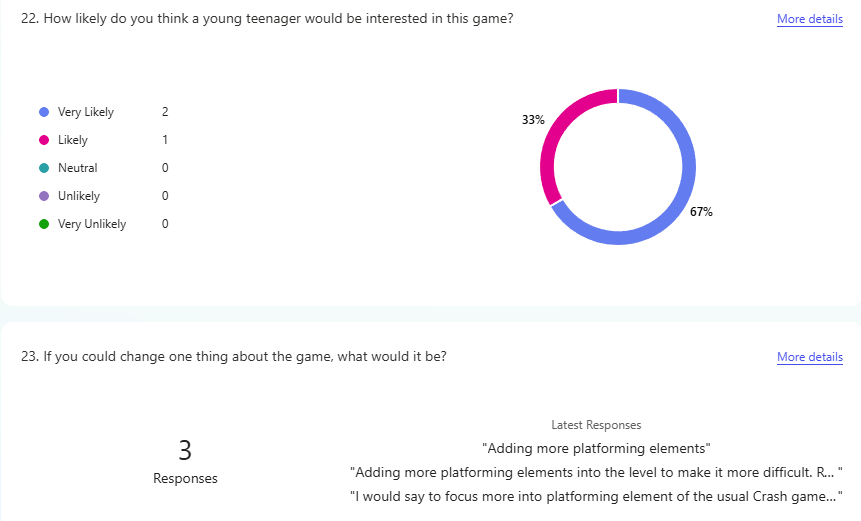 22. How likely do you think a young teenager would be interested in this game?
More details
Very Likely 2
Likely 1
Neutral 0
Unlikely 0
Very Unlikely 0
33%
67%
23. If you could change one thing about the game, what would it be?
More details
3
Responses
Latest Responses
"Adding more platforming elements"
"Adding more platforming elements into the level to make it more difficult. R... "
"I would say to focus more into platforming element of the usual Crash game..."